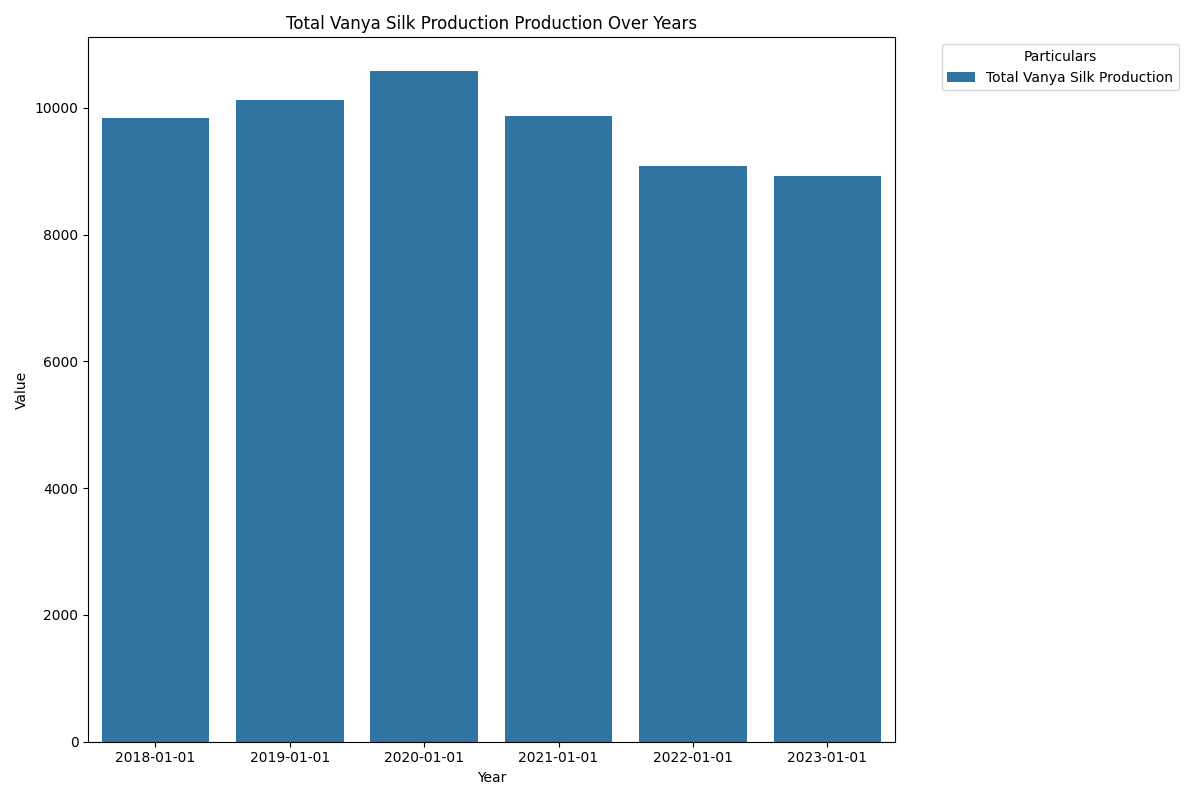 Total Vanya Silk Production Production Over Years
Particulars
Total Vanya Silk Production
Value
10000
8000
6000
4000
2000
0
2018-01-01
2019-01-01
2020-01-01
2021-01-01
2022-01-01
2023-01-01
Year